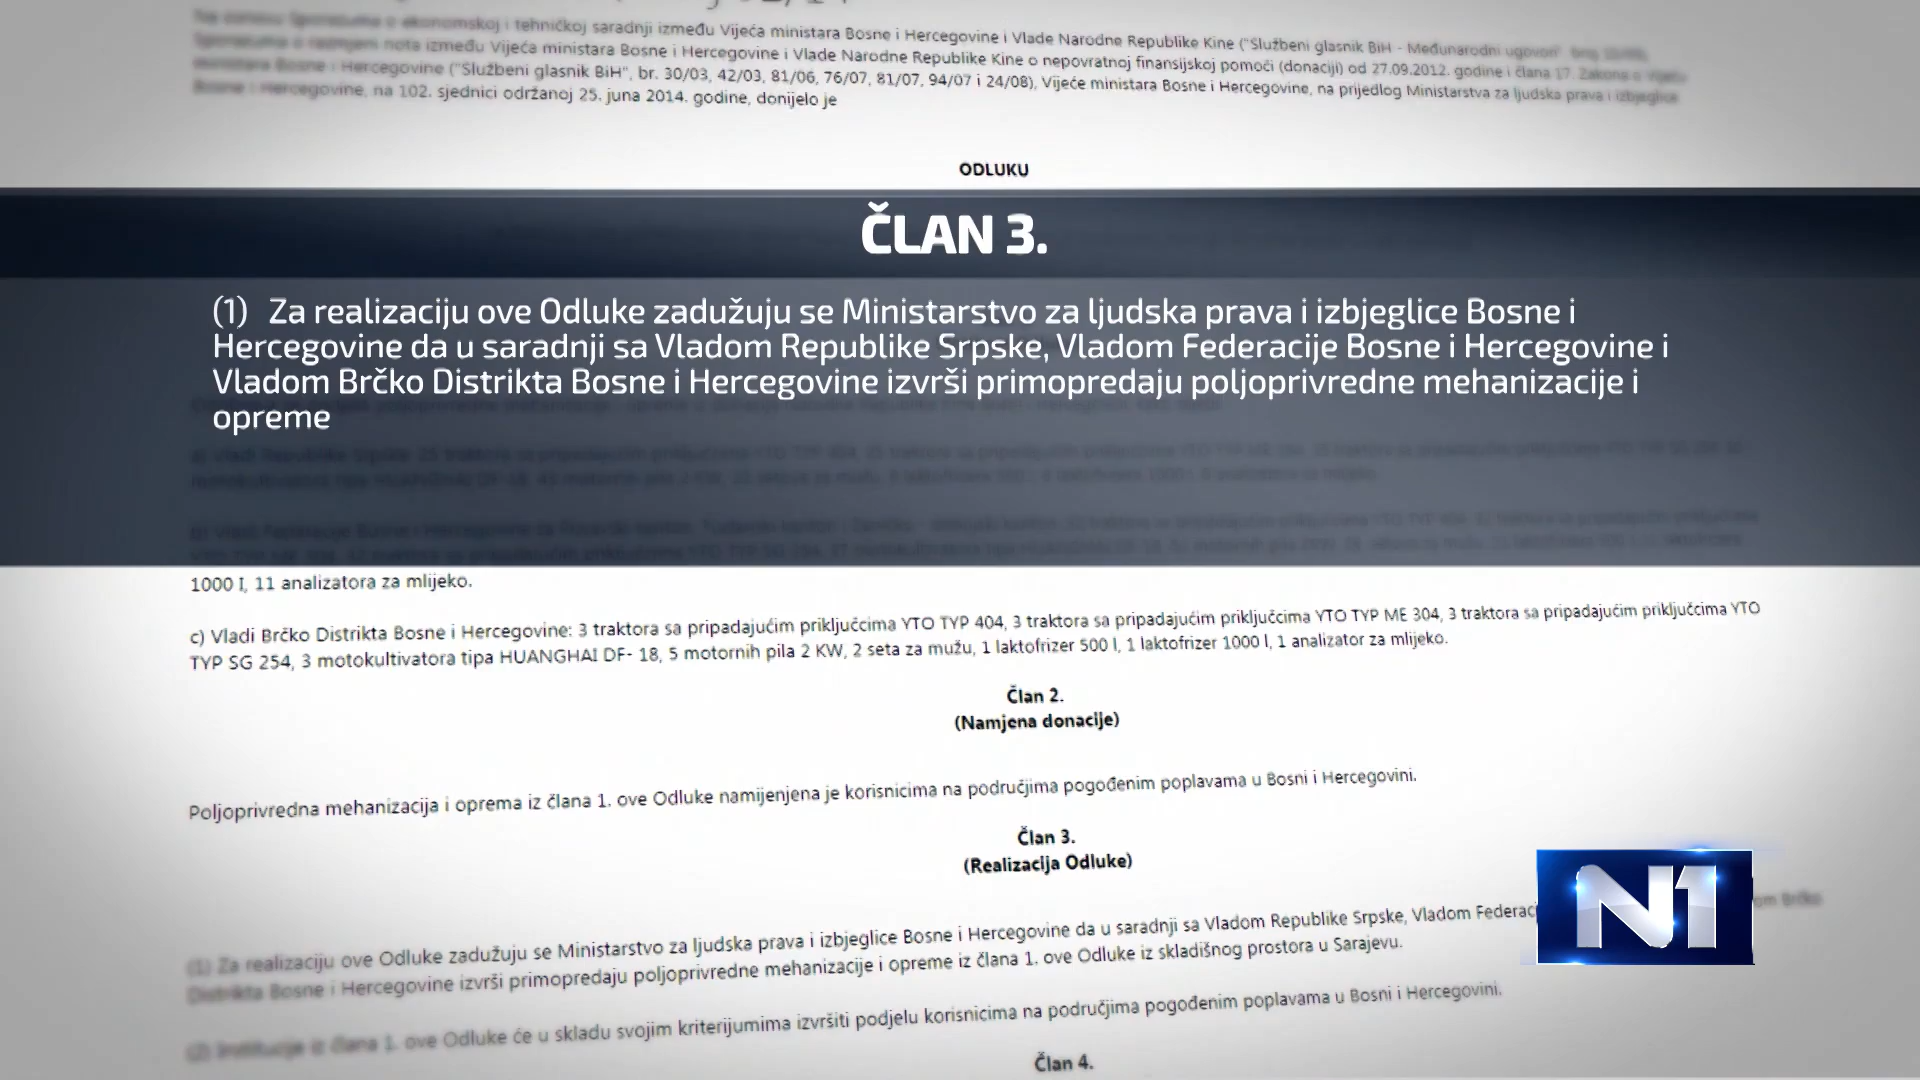 saradnji između Vijeća ministara Bosne i Hercegovine i Vlade Narodne Republike Kine ("Službeni glasnik BiH - Međunarodni ugovori"
nota između Vijeća ministara Bosne i Hercegovine i Vlade Narodne Republike Kine o nepovratnoj finansijskoj pomoći (donaciji) od 27.09.2012. godine i člana 17. Zakona o
Bosne i Hercegovine ("Službeni glasnik BiH", br. 30/03, 42/03, 81/06, 76/07, 81/07, 94/07 i 24/08), Vijeće ministara Bosne i Hercegovine, na prijedlog Ministarstva za ljudska prava i izbjeglice
Bosne i Hercegovine, na 102. sjednici održanoj 25. juna 2014. godine, donijelo je
ODLUKU
ČLAN 3.
(1) Za realizaciju ove Odluke zadužuju se Ministarstvo za ljudska prava i izbjeglice Bosne i
Hercegovine da u saradnji sa Vladom Republike Srpske, Vladom Federacije Bosne i Hercegovine i
Vladom Brčko Distrikta Bosne i Hercegovine izvrši primopredaju poljoprivredne mehanizacije i
opreme
1000 l, 11 analizatora za mlijeko.
c) Vladi Brčko Distrikta Bosne i Hercegovine: 3 traktora sa pripadajućim priključcima YTO TYP 404, 3 traktora sa pripadajućim priključcima YTO TYP ME 304, 3 traktora sa pripadajućim priključcima YTO
TYP SG 254, 3 motokultivatora tipa HUANGHAI DF- 18, 5 motornih pila 2 KW, 2 seta za mužu, 1 laktofrizer 500 l, 1 laktofrizer 1000 l, 1 analizator za mlijeko.
Član 2.
(Namjena donacije)
Poljoprivredna mehanizacija i oprema iz člana 1. ove Odluke namijenjena je korisnicima na područjima pogođenim poplavama u Bosni i Hercegovini.
Član 3.
(Realizacija Odluke)
(1) Za realizaciju ove Odluke zadužuju se Ministarstvo za ljudska prava i izbjeglice Bosne i Hercegovine da u saradnji sa Vladom Republike Srpske, Vladom Federaci
Distrikta Bosne i Hercegovine izvrši primopredaju poljoprivredne mehanizacije i opreme iz člana 1. ove Odluke iz skladišnog prostora u Sarajevu.
(2) Institucije iz člana 1. ove Odluke će u skladu svojim kriterijumima izvršiti podjelu korisnicima na područjima pogođenim poplavama u Bosni i Hercegovini.
Član 4.
N1